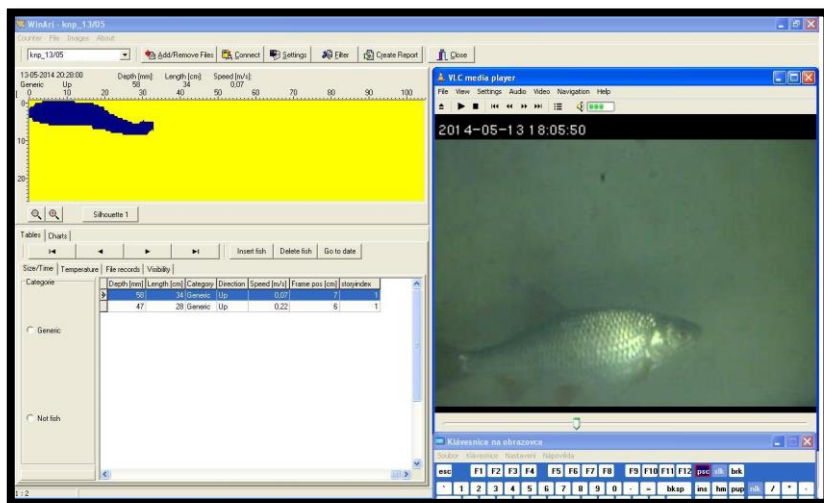 WinAri - knp_13/05
Counter File Images About
knp_13/05 Add/Remove Files Connect Settings Filter Create Report Close
13-05-2014 20:20:00 Depth [mm] Length [cm] Speed [m/s]:
Generic Up 58 34 0,07
0 10 20 30 40 50 60 70 80 90 100
0
10
20
Silhouette 1
Tables Charts
Insert fish Delete fish Go to date
Size/Time Temperature File records Visibility
Categorie
Generic
Not fish
Depth [mm] Length [cm] Category Direction Speed [m/s] Frame pos [cm] storyindex
58 34 Generic Up 0,07 7 1
47 28 Generic Up 0,22 6 1
1 : 2
VLC media player
File View Settings Audio Video Navigation Help
2014-05-13 18:05:50
Klávesnice na obrazovce
Soubor Klávesnice Nastavení Nápověda
esc F1 F2 F3 F4 F5 F6 F7 F8 F9 F10 F11 F12 psc slk brk
` 1 2 3 4 5 6 7 8 9 0 - = bksp ins hm pup nlk / * -